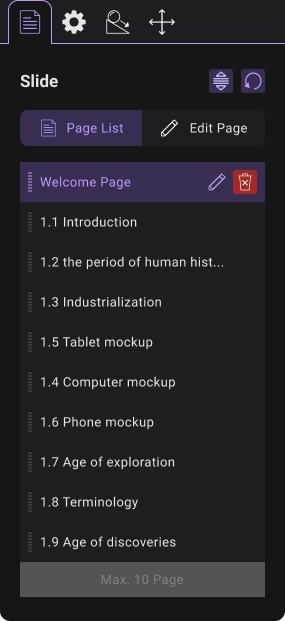 Slide
Page List
Edit Page
Welcome Page
1.1 Introduction
1.2 the period of human hist...
1.3 Industrialization
1.5 Tablet mockup
1.4 Computer mockup
1.6 Phone mockup
1.7 Age of exploration
1.8 Terminology
1.9 Age of discoveries
Max. 10 Page